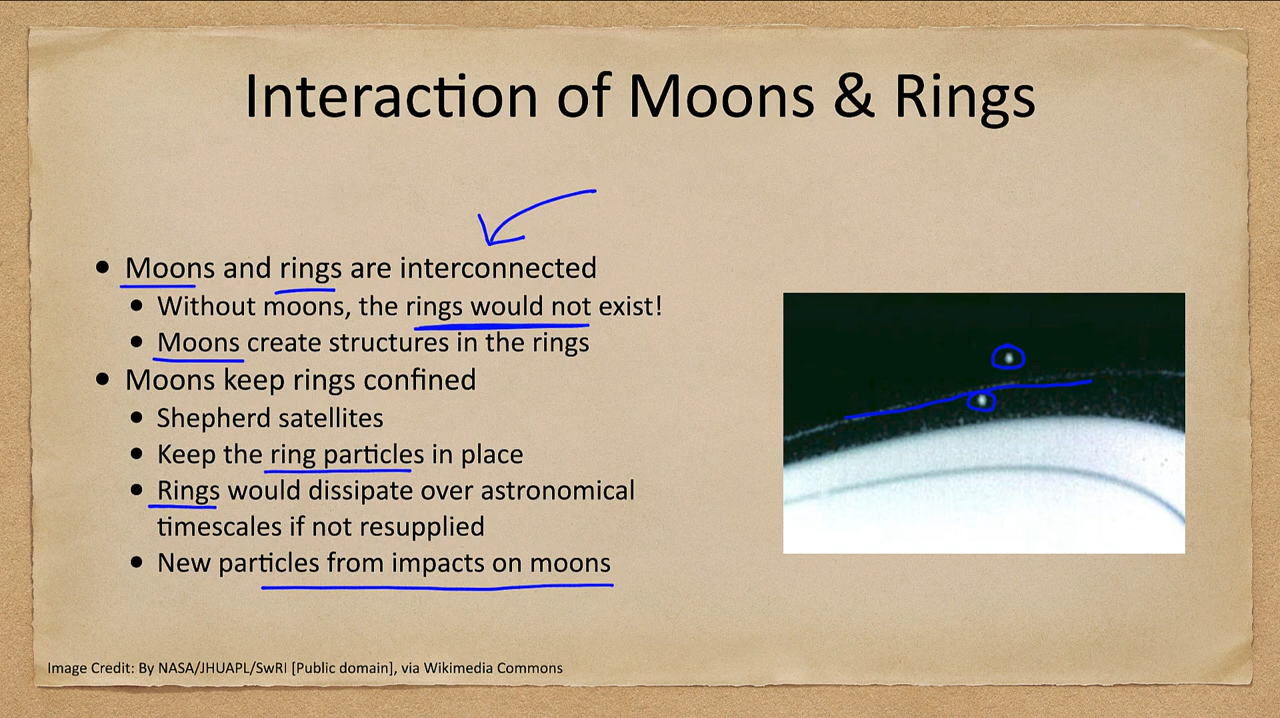 Interaction of Moons & Rings
• Moons and rings are interconnected
• Without moons, the rings would not exist!
• Moons create structures in the rings
• Moons keep rings confined
• Shepherd satellites
• Keep the ring particles in place
• Rings would dissipate over astronomical
timescales if not resupplied
• New particles from impacts on moons
Image Credit: By NASA/JHUAPL/SwRI [Public domain], via Wikimedia Commons